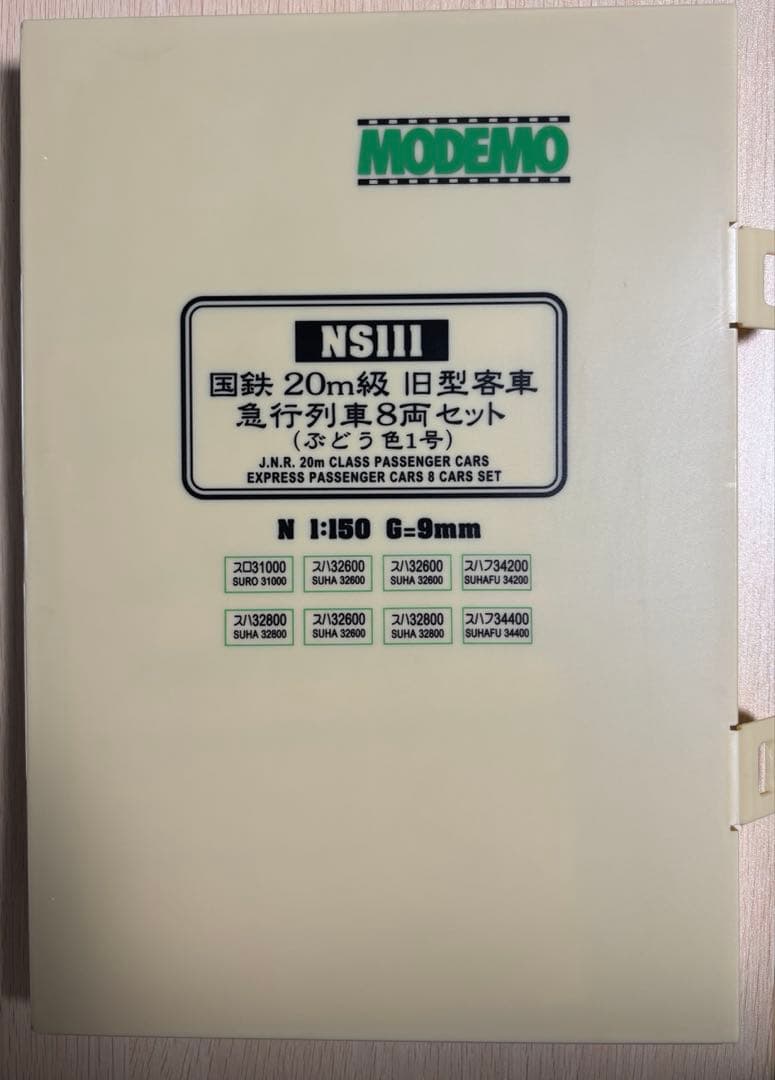 MODEMO
NS111
国鉄 20m級 旧型客車
急行列車8両セット
(ぶどう色1号)
J.N.R. 20m CLASS PASSENGER CARS
EXPRESS PASSENGER CARS 8 CARS SET
N 1:150 G=9mm
スロ31000 スハ32600 スハ32600 スハフ34200
SURO 31000 SUHA 32600 SUHA 32600 SUHAFU 34200
スハ32800 スハ32600 スハ32800 スハフ34400
SUHA 32800 SUHA 32600 SUHA 32800 SUHAFU 34400